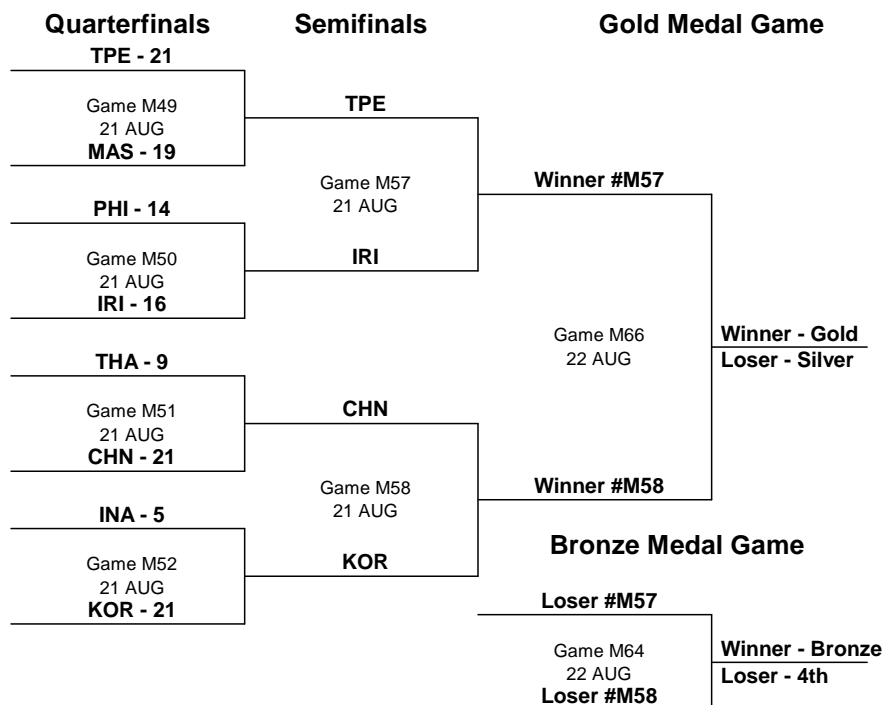 Quarterfinals
Semifinals
Gold Medal Game
TPE - 21
Game M49
21 AUG
MAS - 19
TPE
Game M57
21 AUG
Winner #M57
PHI - 14
Game M50
21 AUG
IRI - 16
IRI
Game M66
22 AUG
Winner - Gold
Loser - Silver
THA - 9
Game M51
21 AUG
CHN - 21
CHN
Game M58
21 AUG
Winner #M58
INA - 5
Game M52
21 AUG
KOR - 21
KOR
Bronze Medal Game
Loser #M57
Game M64
22 AUG
Loser #M58
Winner - Bronze
Loser - 4th